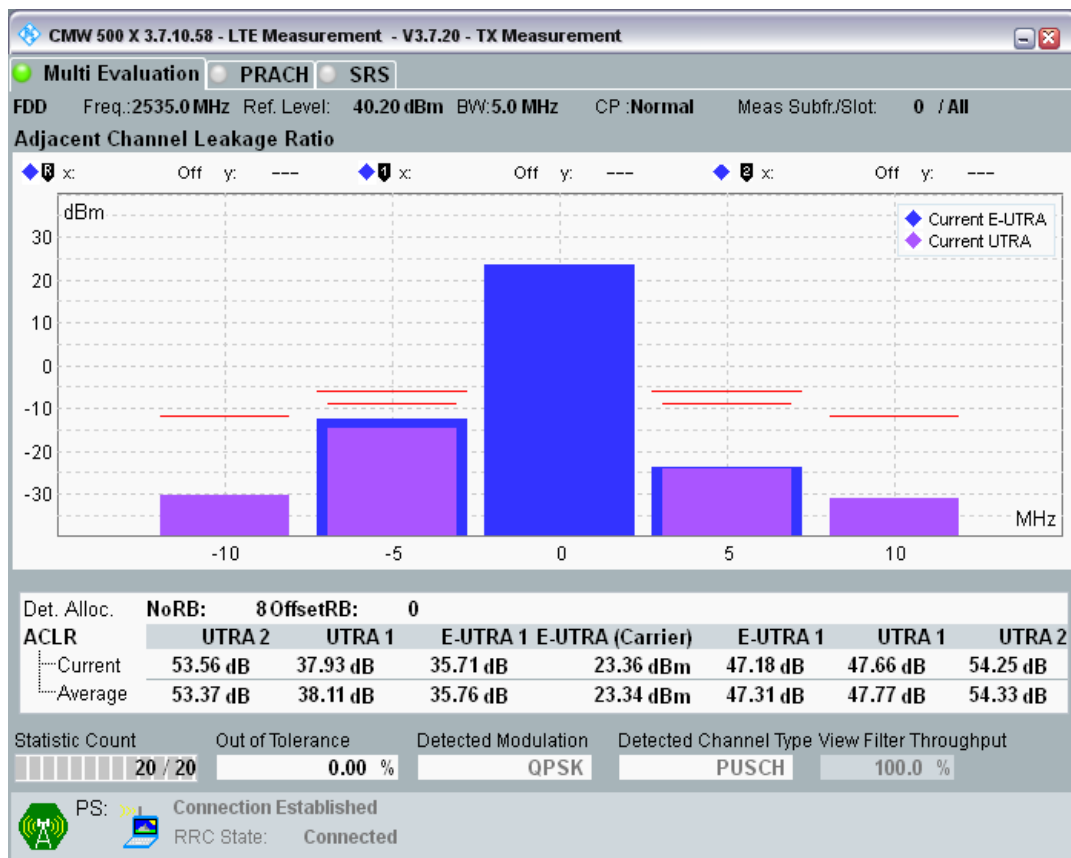 CMW 500 X 3.7.10.58 - LTE Measurement - V3.7.20 - TX Measurement
Multi Evaluation PRACH SRS
FDD Freq.:2535.0 MHz Ref. Level: 40.20 dBm BW:5.0 MHz CP :Normal Meas Subfr./Slot: 0 / All
Adjacent Channel Leakage Ratio
R x: Off y: --- 1 x: Off y: --- 2 x: Off y: ---
dBm
Current E-UTRA
Current UTRA
30
20
10
0
-10
-20
-30
MHz
-10 -5 0 5 10
Det. Alloc. NoRB: 8 OffsetRB: 0
ACLR UTRA 2 UTRA 1 E-UTRA 1 E-UTRA (Carrier) E-UTRA 1 UTRA 1 UTRA 2
Current 53.56 dB 37.93 dB 35.71 dB 23.36 dBm 47.18 dB 47.66 dB 54.25 dB
Average 53.37 dB 38.11 dB 35.76 dB 23.34 dBm 47.31 dB 47.77 dB 54.33 dB
Statistic Count Out of Tolerance Detected Modulation Detected Channel Type View Filter Throughput
20 / 20 0.00 % QPSK PUSCH 100.0 %
PS: Connection Established
RRC State: Connected